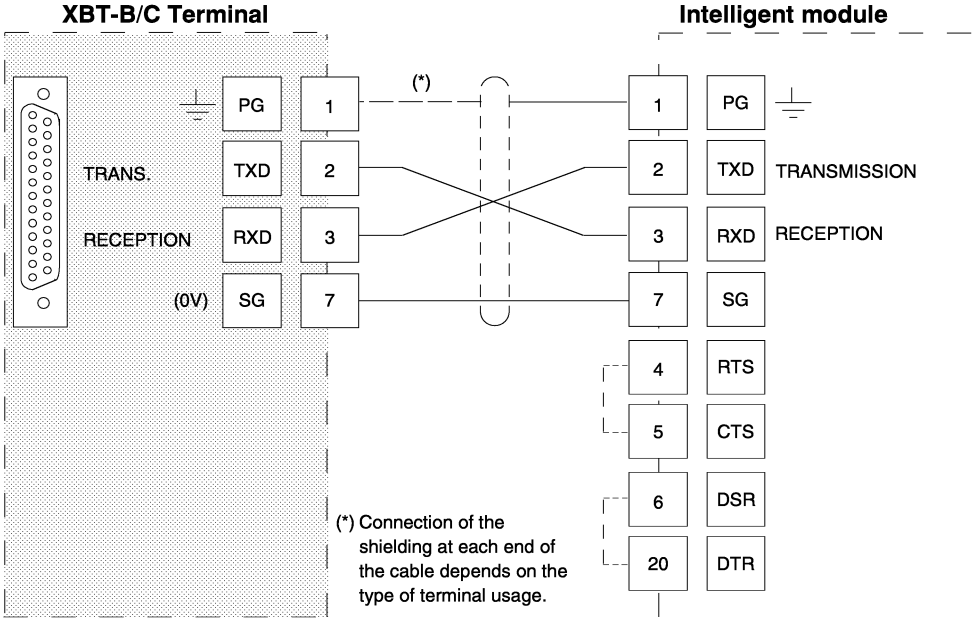 XBT-B/C Terminal
Intelligent module
(*)
PG 1
1 PG
TRANS. TXD 2
2 TXD TRANSMISSION
RECEPTION RXD 3
3 RXD RECEPTION
(0V) SG 7
7 SG
4 RTS
5 CTS
6 DSR
20 DTR
(*) Connection of the
shielding at each end of
the cable depends on the
type of terminal usage.